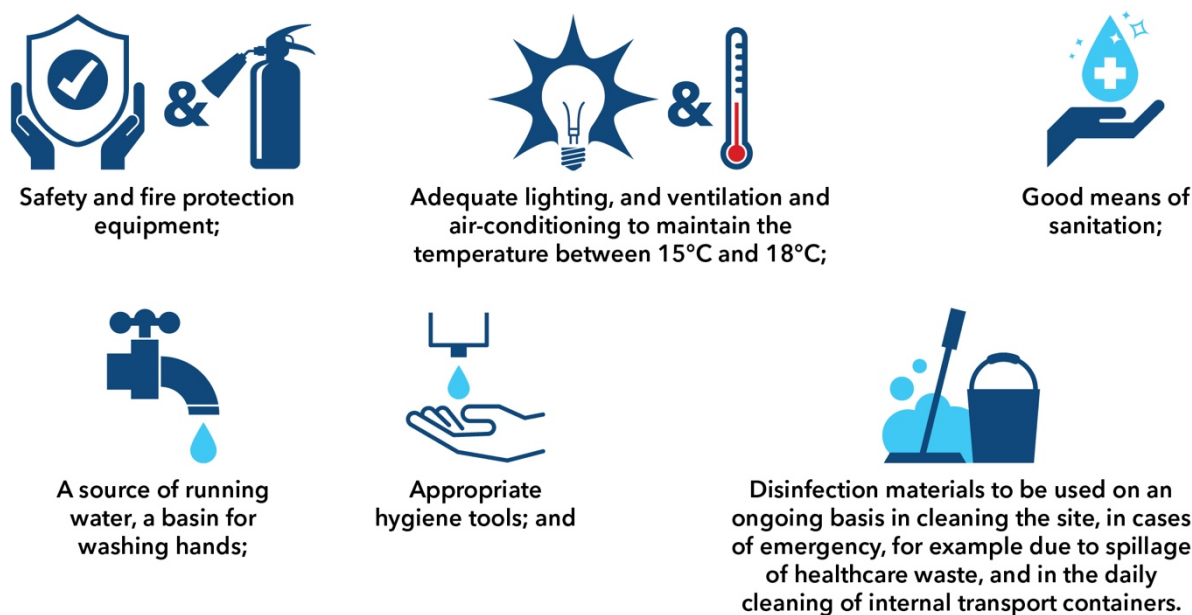 &
Safety and fire protection
equipment;
&
Adequate lighting, and ventilation and
air-conditioning to maintain the
temperature between 15°C and 18°C;
Good means of
sanitation;
A source of running
water, a basin for
washing hands;
Appropriate
hygiene tools; and
Disinfection materials to be used on an
ongoing basis in cleaning the site, in cases
of emergency, for example due to spillage
of healthcare waste, and in the daily
cleaning of internal transport containers.